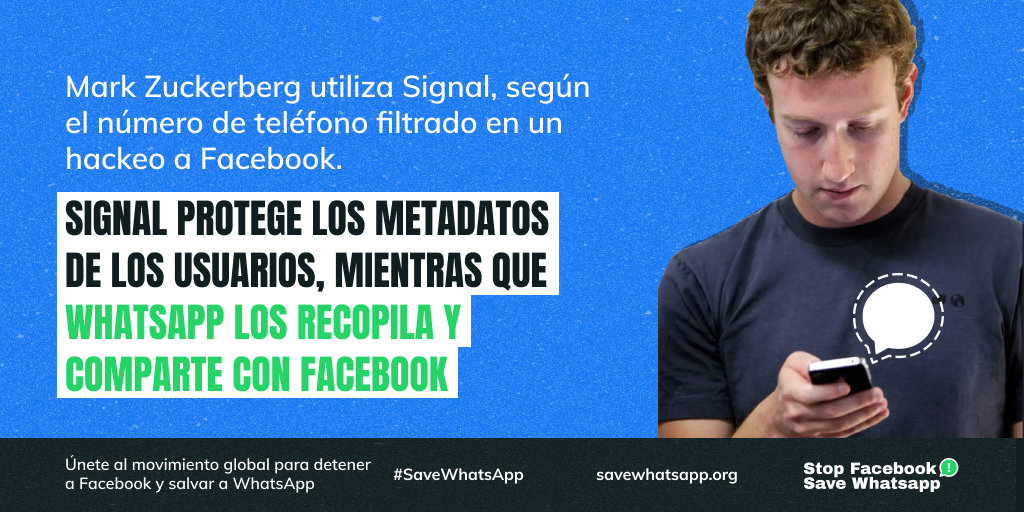 Mark Zuckerberg utiliza Signal, según
el número de teléfono filtrado en un
hackeo a Facebook.
SIGNAL PROTEGE LOS METADATOS
DE LOS USUARIOS, MIENTRAS QUE
WHATSAPP LOS RECOPILA Y
COMPARTE CON FACEBOOK
Únete al movimiento global para detener
a Facebook y salvar a WhatsApp
#SaveWhatsApp
savewhatsapp.org
Stop Facebook
Save Whatsapp